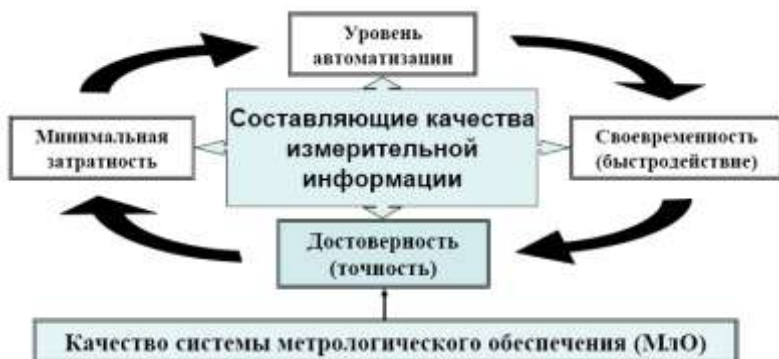 Уровень
автоматизации
Минимальная
затратность
Составляющие качества
измерительной
информации
Своевременность
(быстродействие)
Достоверность
(точность)
Качество системы метрологического обеспечения (МлО)